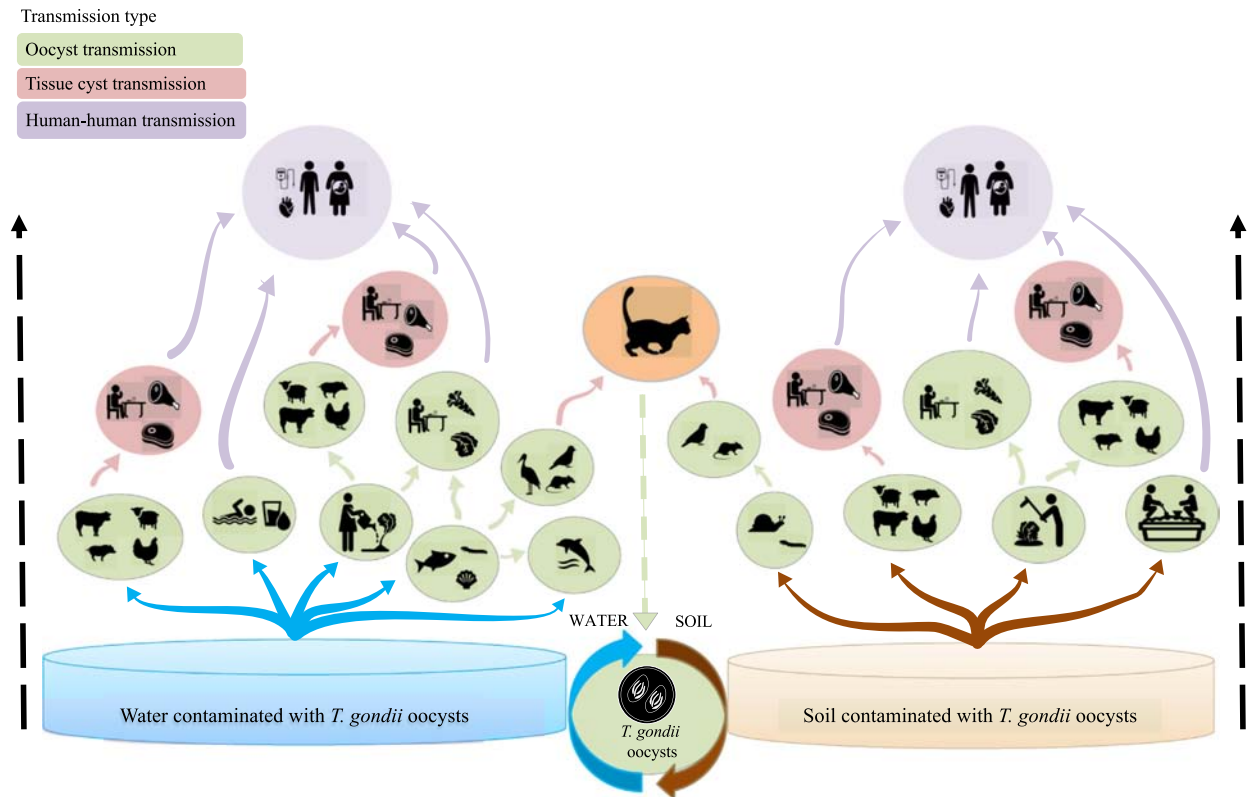 Transmission type
Oocyst transmission
Tissue cyst transmission
Human-human transmission
WATER
SOIL
Water contaminated with T. gondii oocysts
T. gondii
oocysts
Soil contaminated with T. gondii oocysts